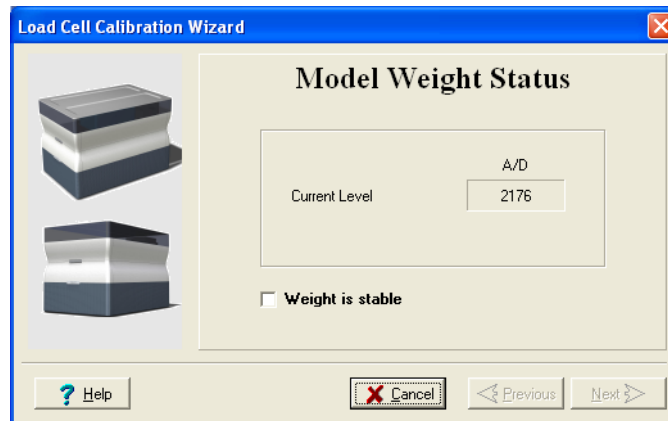 Load Cell Calibration Wizard
Model Weight Status
A/D
Current Level 2176
Weight is stable
? Help Cancel Previous Next